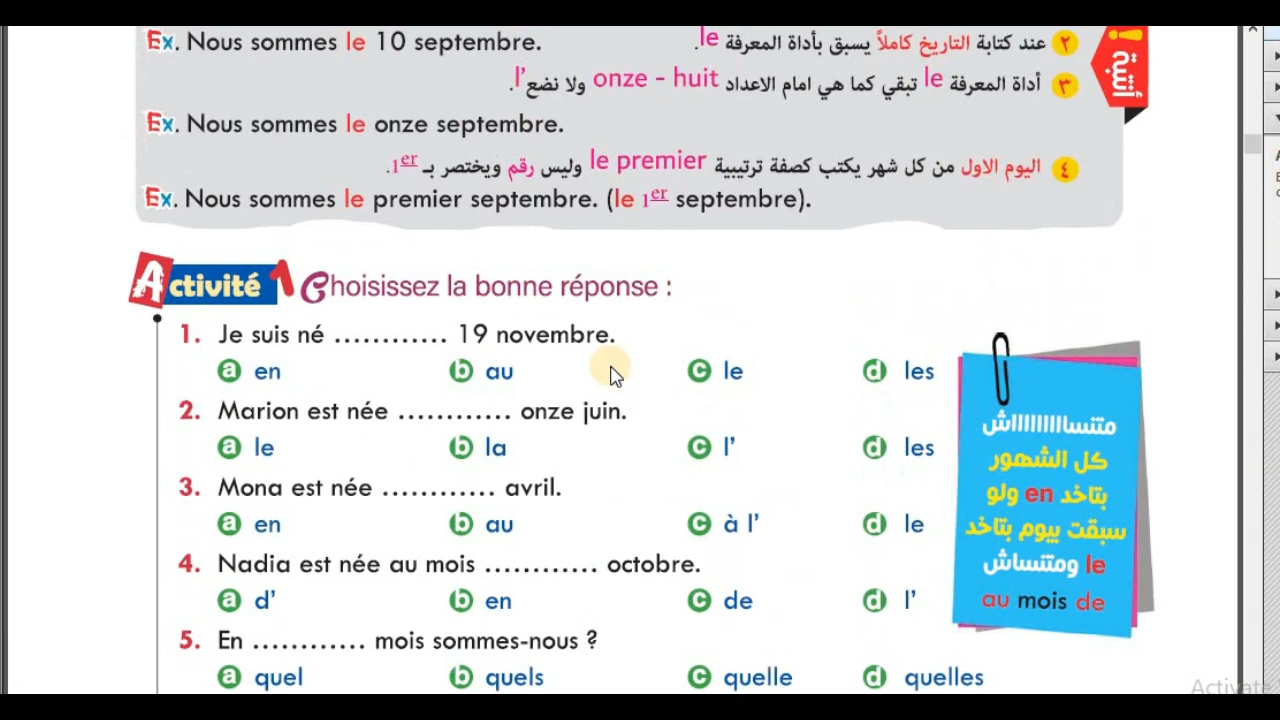 ٢ عند كتابة التاريخ كاملاً يسبق بأداة المعرفة le.
Ex. Nous sommes le 10 septembre.
٣ أداة المعرفة le تبقي كما هي امام الاعداد onze - huit ولا نضع l’.
Ex. Nous sommes le onze septembre.
٤ اليوم الاول من كل شهر يكتب كصفة ترتيبية le premier وليس رقم ويختصر بـ 1er.
Ex. Nous sommes le premier septembre. (le 1er septembre).
أنتبه !
Activité 1 Choisissez la bonne réponse :
1. Je suis né ............ 19 novembre.
a en b au c le d les
2. Marion est née ............ onze juin.
a le b la c l’ d les
3. Mona est née ............ avril.
a en b au c à l’ d le
4. Nadia est née au mois ............ octobre.
a d’ b en c de d l’
5. En ............ mois sommes-nous ?
a quel b quels c quelle d quelles
متنسااااااااش
كل الشهور
بتاخد en ولو
سبقت بيوم بتاخد
le ومتنساش
au mois de
Activate